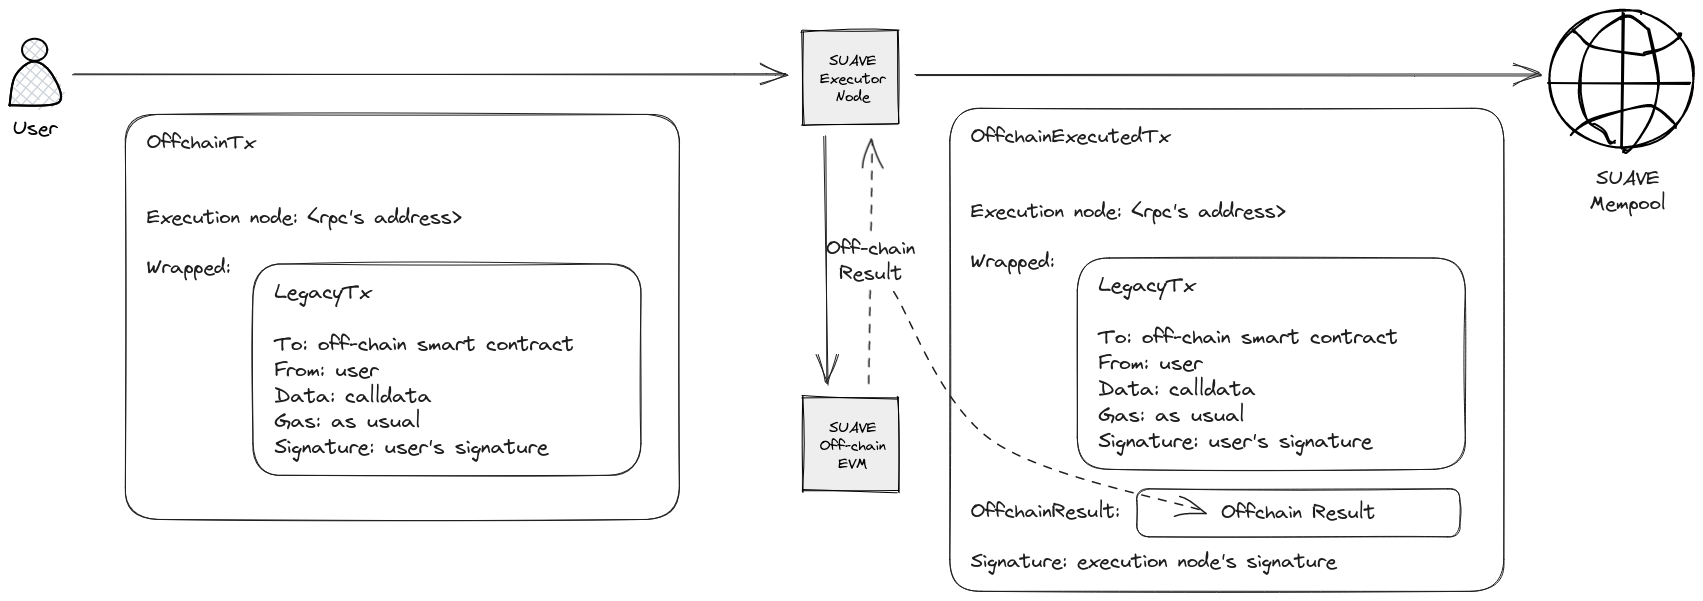 User
OffchainTx
Execution node: <rpc's address>
Wrapped:
LegacyTx
To: off-chain smart contract
From: user
Data: calldata
Gas: as usual
Signature: user's signature
SUAVE
Executor
Node
Off-chain
Result
SUAVE
Off-chain
EVM
OffchainExecutedTx
Execution node: <rpc's address>
Wrapped:
LegacyTx
To: off-chain smart contract
From: user
Data: calldata
Gas: as usual
Signature: user's signature
OffchainResult:
Offchain Result
Signature: execution node's signature
SUAVE
Mempool